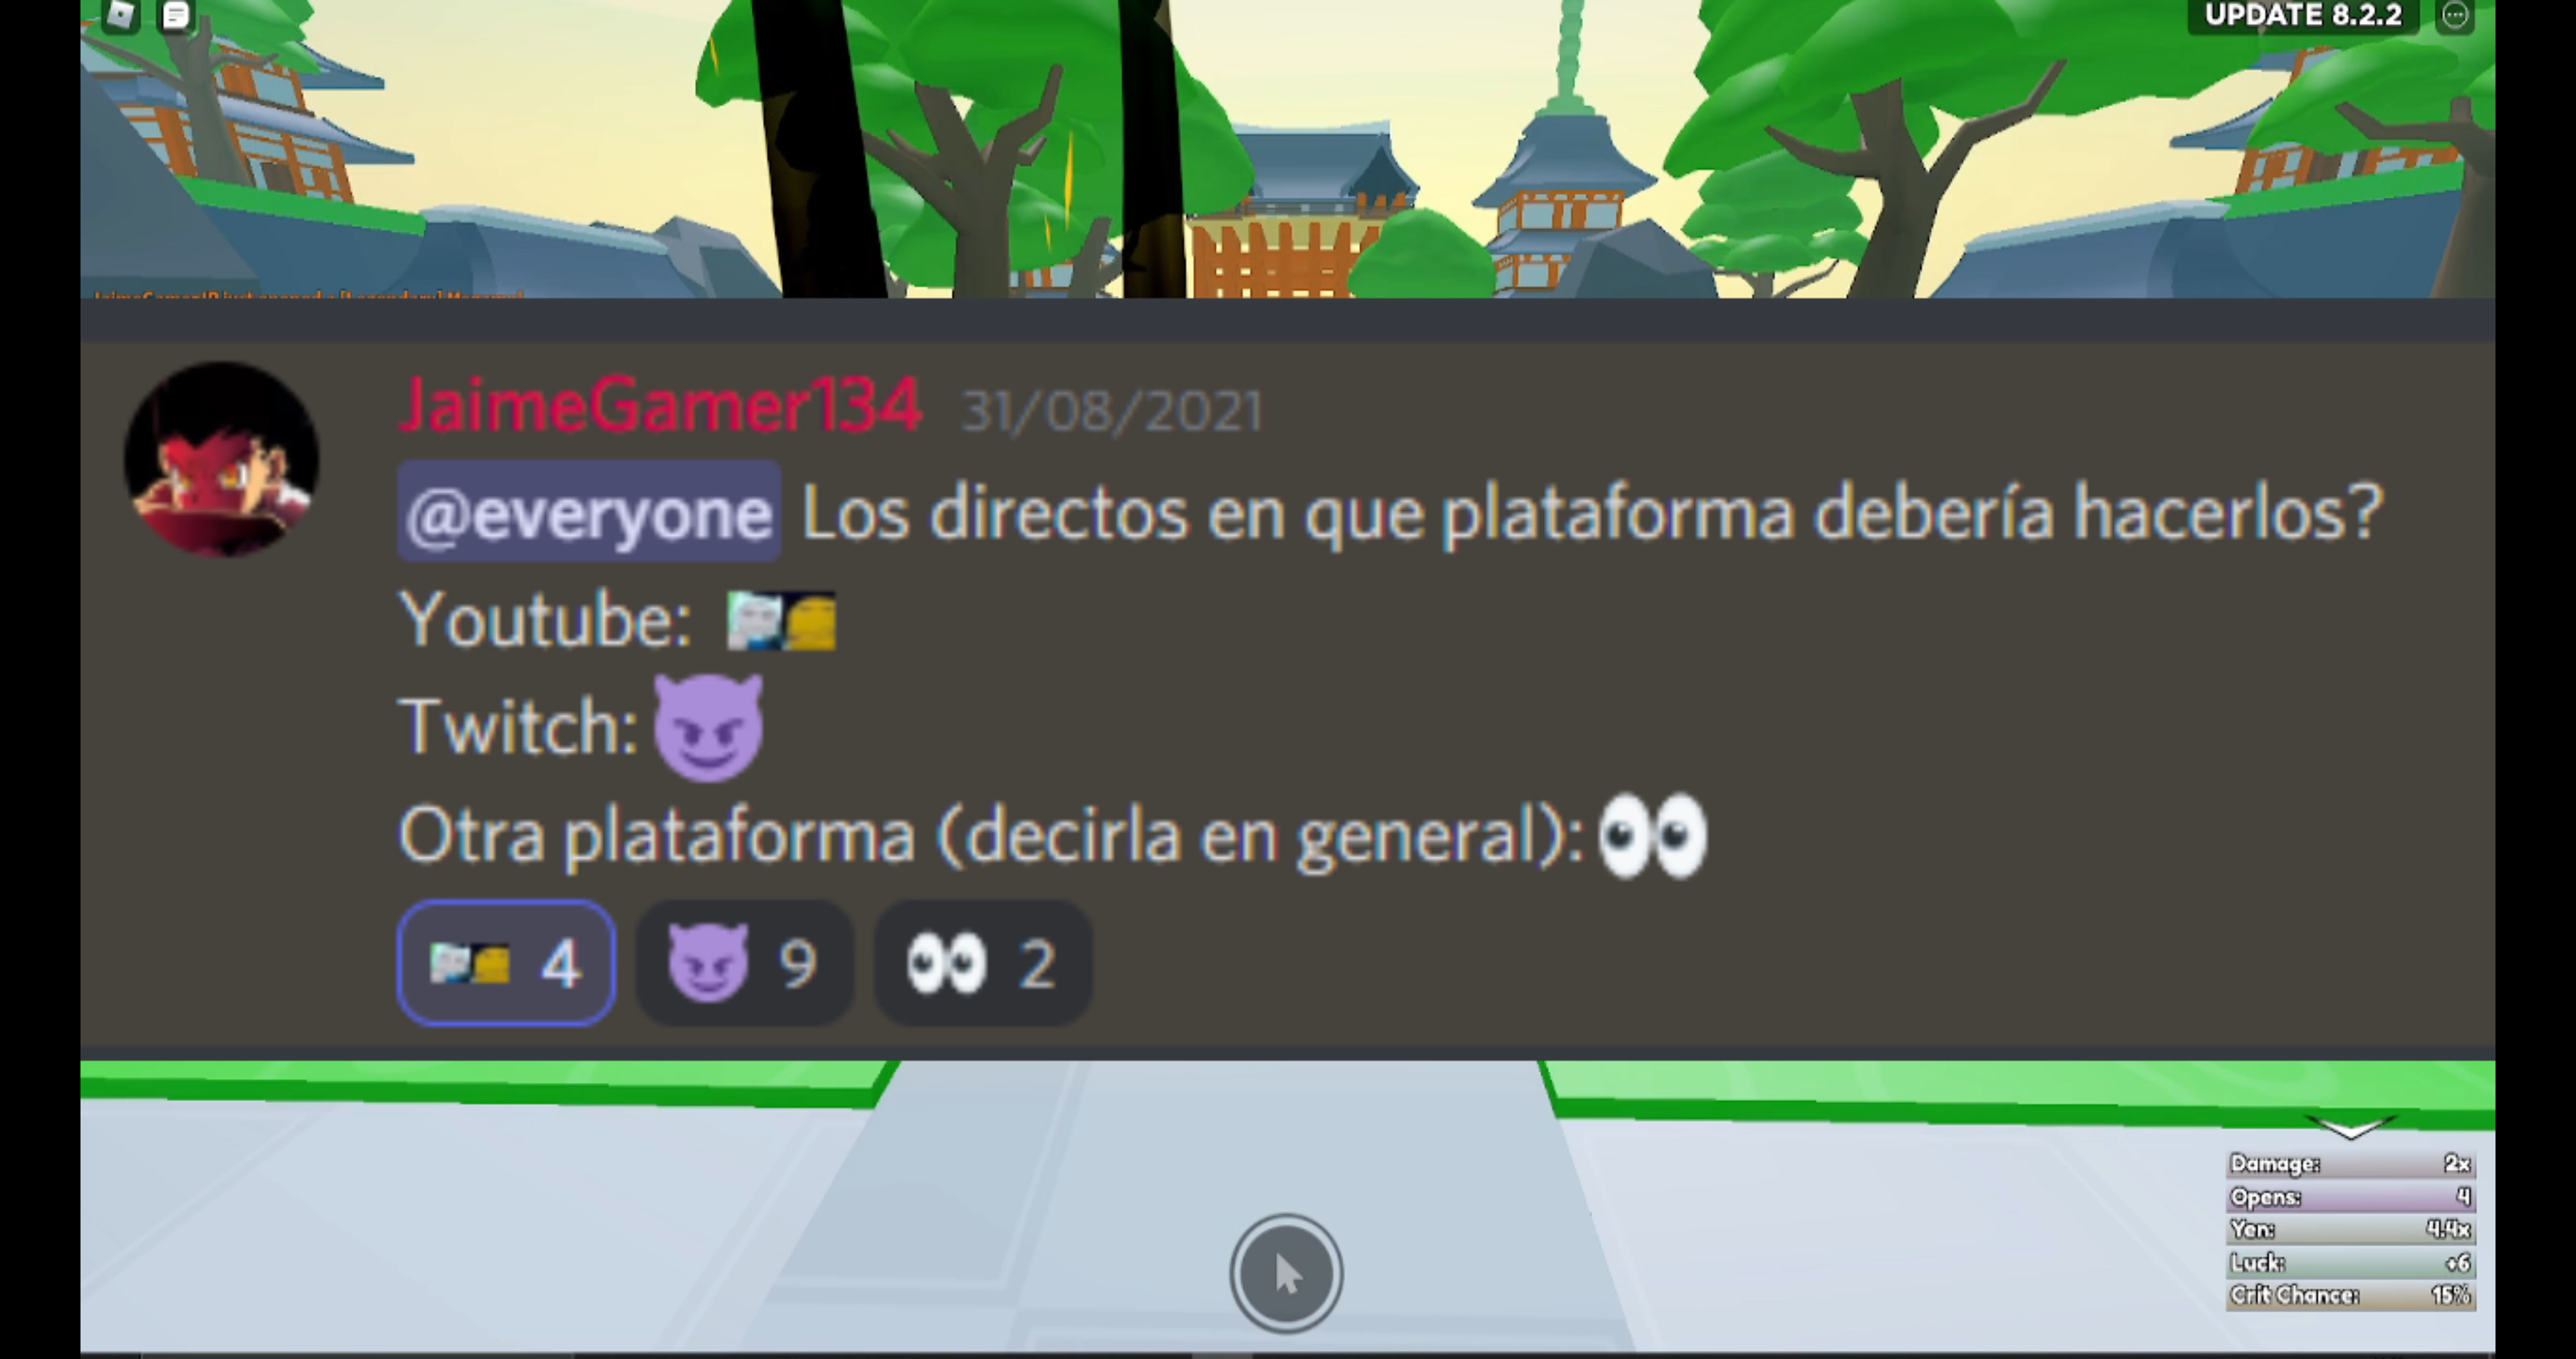 UPDATE 8.2.2
JaimeGamer134 31/08/2021
@everyone Los directos en que plataforma debería hacerlos?
Youtube:
Twitch: 😈
Otra plataforma (decirla en general): 👀
4 😈 9 👀 2
Damage: 2x
Opens: 4
Yen: 4.4x
Luck: +6
Crit Chance: 15%